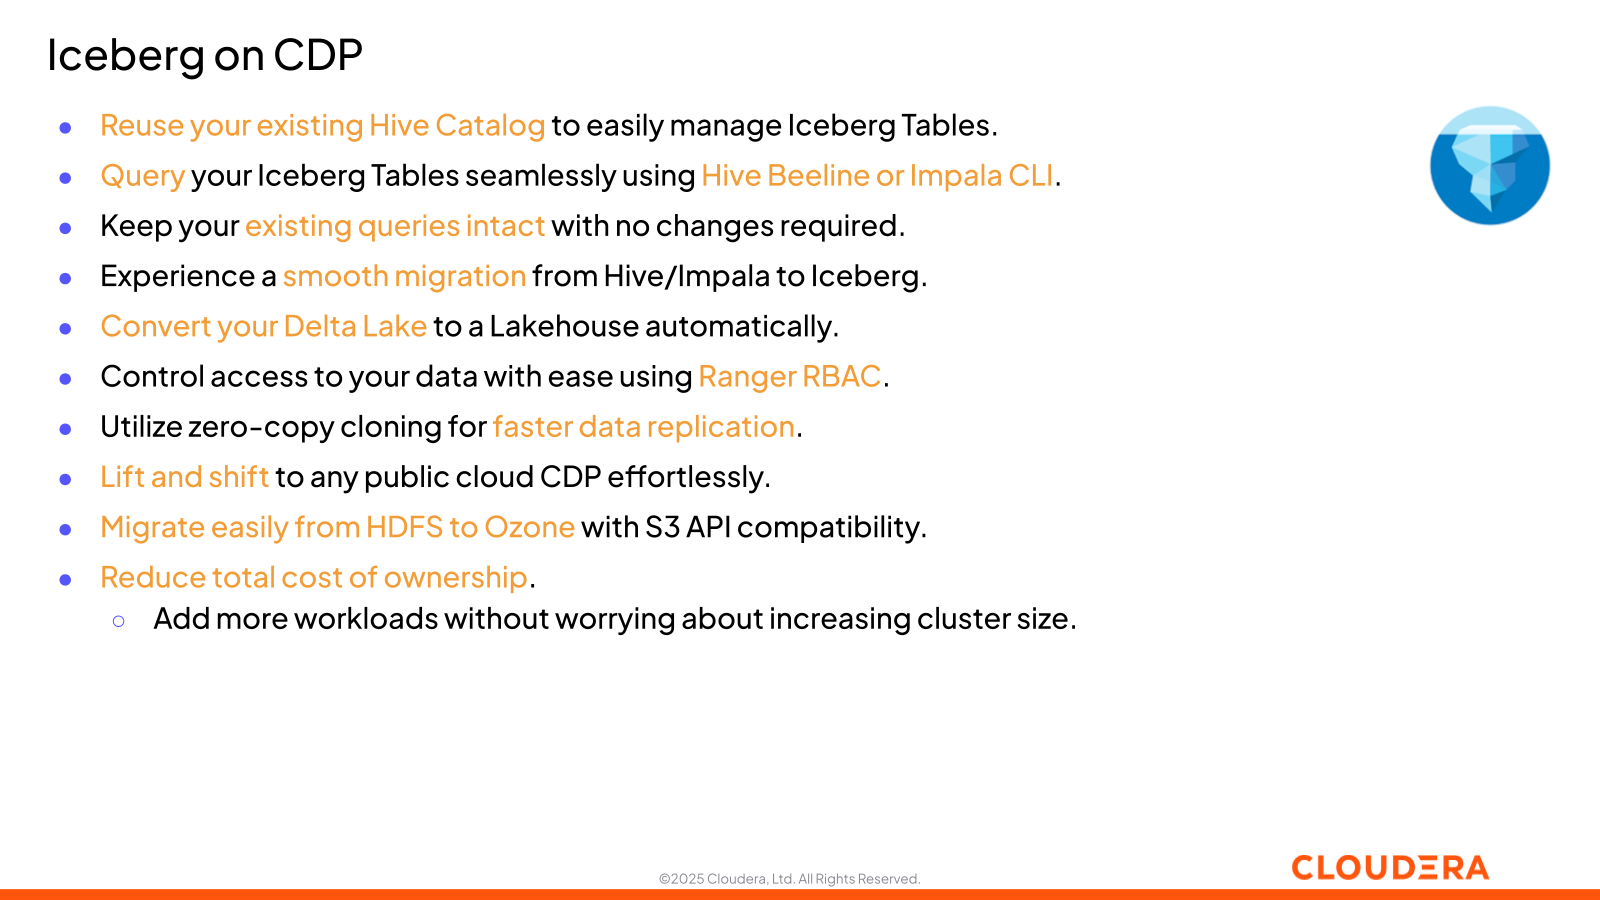 Iceberg on CDP
● Reuse your existing Hive Catalog to easily manage Iceberg Tables.
● Query your Iceberg Tables seamlessly using Hive Beeline or Impala CLI.
● Keep your existing queries intact with no changes required.
● Experience a smooth migration from Hive/Impala to Iceberg.
● Convert your Delta Lake to a Lakehouse automatically.
● Control access to your data with ease using Ranger RBAC.
● Utilize zero-copy cloning for faster data replication.
● Lift and shift to any public cloud CDP effortlessly.
● Migrate easily from HDFS to Ozone with S3 API compatibility.
● Reduce total cost of ownership.
○ Add more workloads without worrying about increasing cluster size.
©2025 Cloudera, Ltd. All Rights Reserved.
CLOUDERA